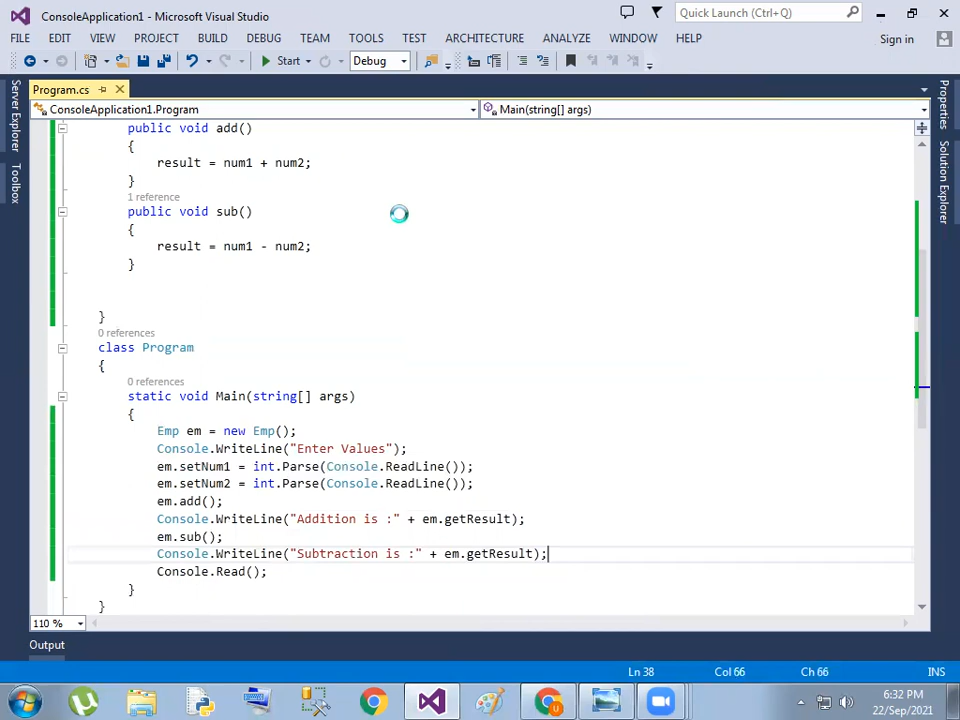 ConsoleApplication1 - Microsoft Visual Studio
Quick Launch (Ctrl+Q)
FILE EDIT VIEW PROJECT BUILD DEBUG TEAM TOOLS TEST ARCHITECTURE ANALYZE WINDOW HELP Sign in
Start Debug
Program.cs
ConsoleApplication1.Program Main(string[] args)
Server Explorer
Toolbox
Properties
Solution Explorer
public void add()
{
result = num1 + num2;
}
1 reference
public void sub()
{
result = num1 - num2;
}
}
0 references
class Program
{
0 references
static void Main(string[] args)
{
Emp em = new Emp();
Console.WriteLine("Enter Values");
em.setNum1 = int.Parse(Console.ReadLine());
em.setNum2 = int.Parse(Console.ReadLine());
em.add();
Console.WriteLine("Addition is :" + em.getResult);
em.sub();
Console.WriteLine("Subtraction is :" + em.getResult);
Console.Read();
}
}
110 %
Output
Ln 38 Col 66 Ch 66 INS
6:32 PM
22/Sep/2021